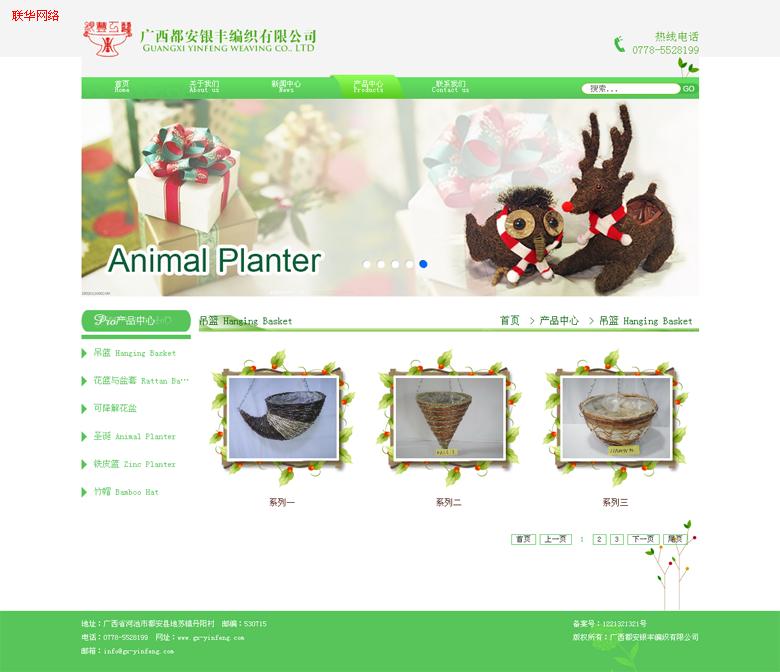 联华网络
广西都安银丰编织有限公司
GUANGXI YINFENG WEAVING CO., LTD
热线电话
0778-5528199
首页 关于我们 新闻中心 产品中心 联系我们
Home About us News Products Contact us
搜索... GO
Animal Planter
Pro产品中心
吊篮 Hanging Basket
首页 > 产品中心 > 吊篮 Hanging Basket
吊篮 Hanging Basket
花篮与盆套 Rattan Ba…
可降解花盆
圣诞 Animal Planter
铁皮篮 Zinc Planter
竹帽 Bamboo Hat
系列一 系列二 系列三
首页 上一页 1 2 3 下一页 尾页
地址：广西省河池市都安县地苏镇丹阳村 邮编：530715
电话：0778-5528199 网址：www.gx-yinfeng.com
邮箱：info@gx-yinfeng.com
备案号：1221321321号
版权所有：广西都安银丰编织有限公司